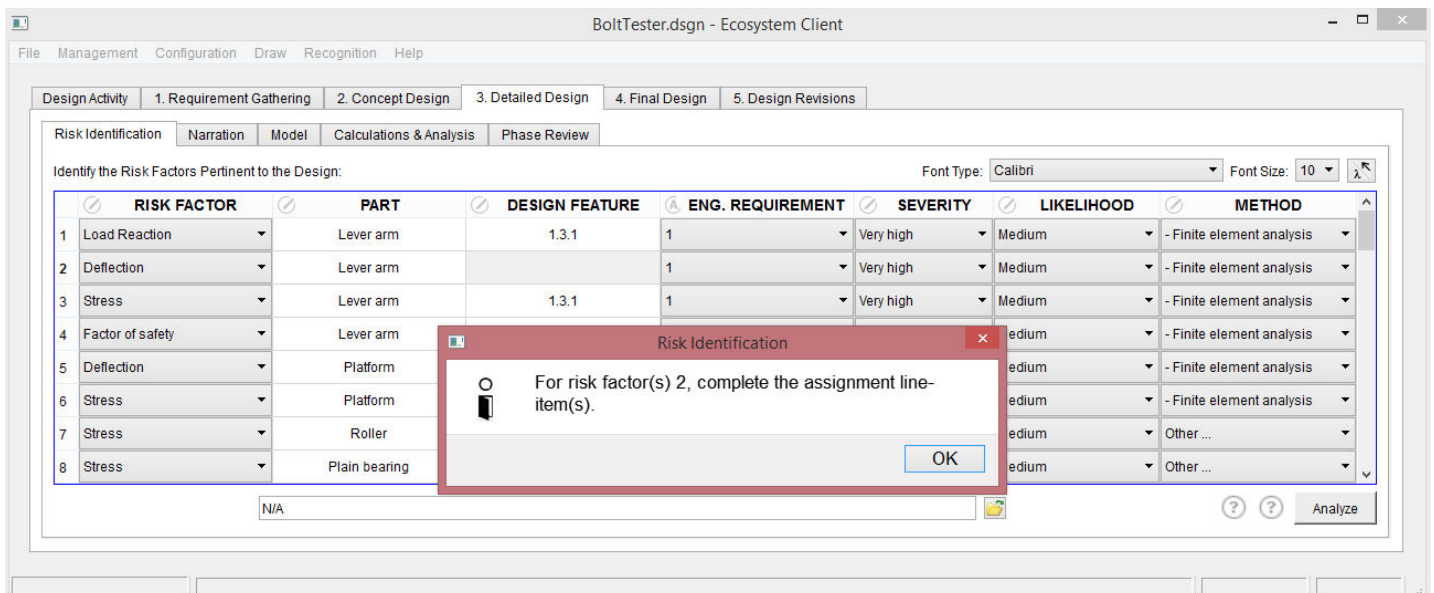 BoltTester.dsgn - Ecosystem Client
File Management Configuration Draw Recognition Help
Design Activity 1. Requirement Gathering 2. Concept Design 3. Detailed Design 4. Final Design 5. Design Revisions
Risk Identification Narration Model Calculations & Analysis Phase Review
Identify the Risk Factors Pertinent to the Design: Font Type: Calibri Font Size: 10 λ
RISK FACTOR PART DESIGN FEATURE A ENG. REQUIREMENT SEVERITY LIKELIHOOD METHOD
1 Load Reaction Lever arm 1.3.1 1 Very high Medium - Finite element analysis
2 Deflection Lever arm 1 Very high Medium - Finite element analysis
3 Stress Lever arm 1.3.1 1 Very high Medium - Finite element analysis
4 Factor of safety Lever arm edium - Finite element analysis
5 Deflection Platform edium - Finite element analysis
6 Stress Platform edium - Finite element analysis
7 Stress Roller edium Other ...
8 Stress Plain bearing edium Other ...
Risk Identification
For risk factor(s) 2, complete the assignment line-
item(s).
OK
N/A ? ? Analyze